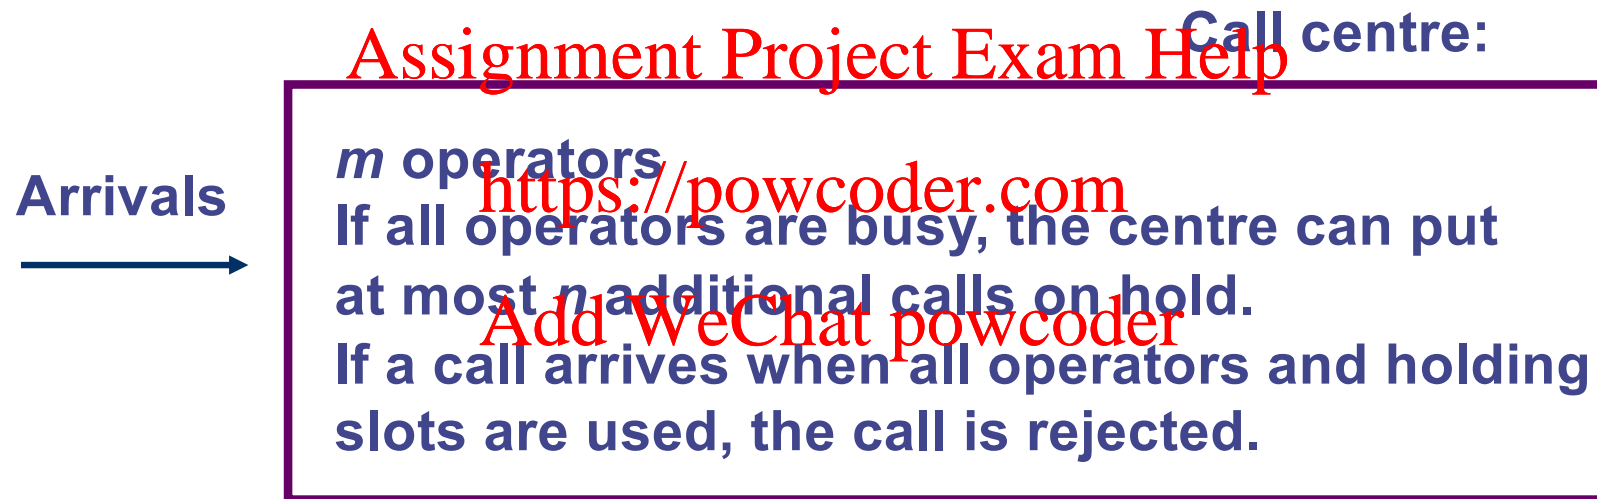 Call centre:
Assignment Project Exam Help
m operators
https://powcoder.com
Arrivals
If all operators are busy, the centre can put
at most n additional calls on hold.
Add WeChat powcoder
If a call arrives when all operators and holding
slots are used, the call is rejected.